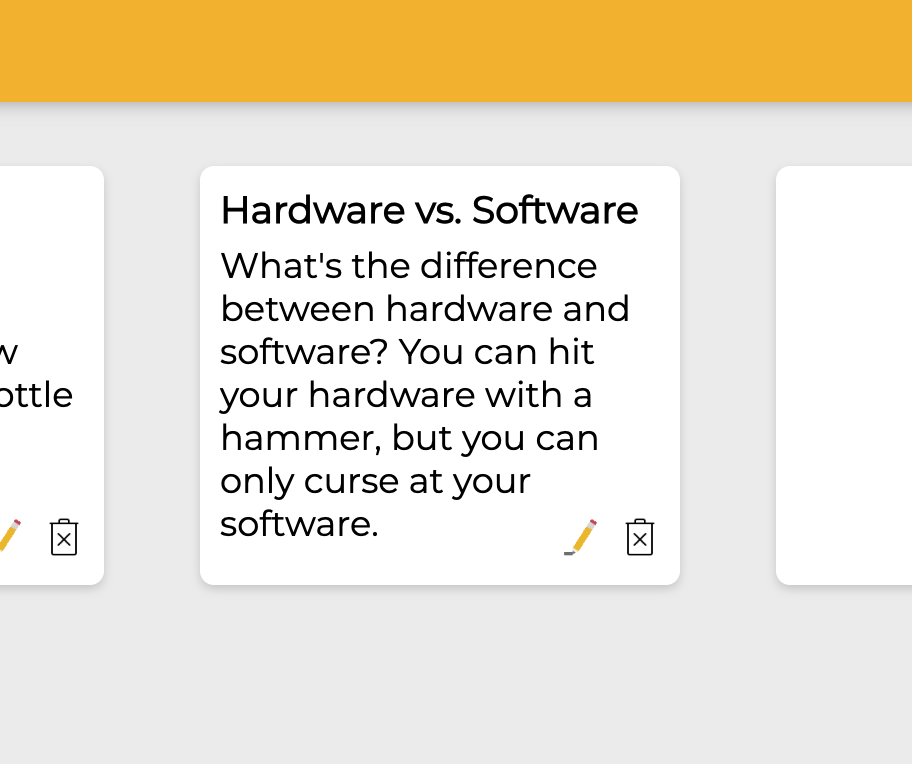 Hardware vs. Software
What's the difference
between hardware and
software? You can hit
your hardware with a
hammer, but you can
only curse at your
software.